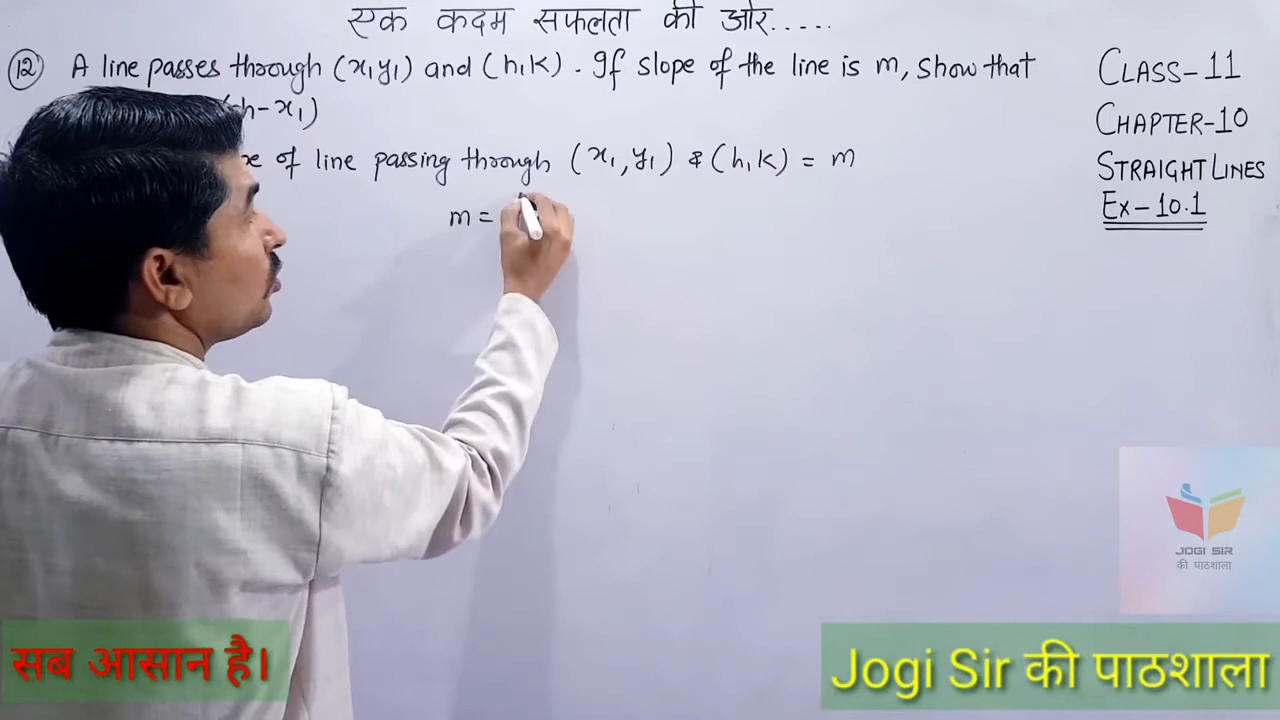 एक कदम सफलता की ओर.....
(12) A line passes through (x1y1) and (h,k). If slope of the line is m, show that
(h-x1)
of line passing through (x1,y1) & (h,k) = m
m =
CLASS-11
CHAPTER-10
STRAIGHT LINES
Ex-10.1
JOGI SIR
की पाठशाला
सब आसान है।
Jogi Sir की पाठशाला